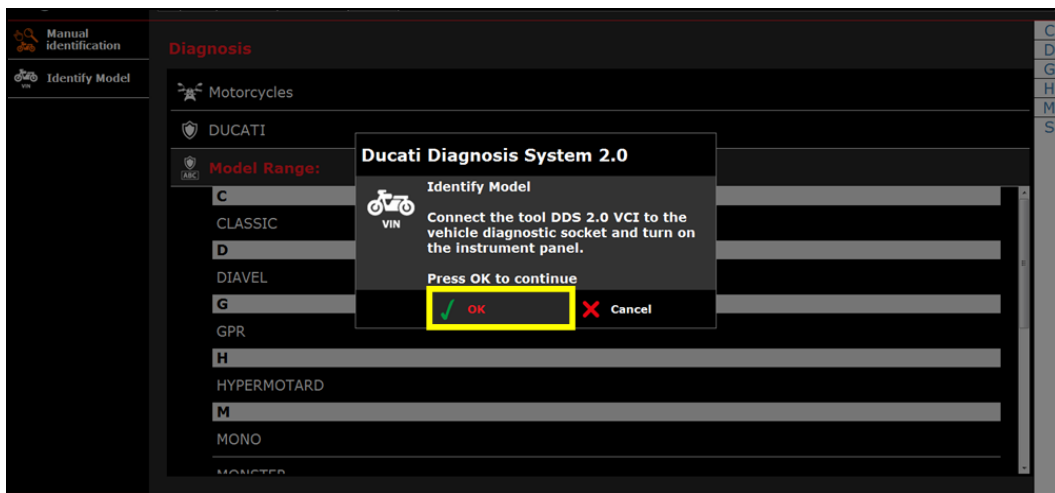 Manual
identification
Identify Model
VIN
Diagnosis
Motorcycles
DUCATI
ABC
Model Range:
C
CLASSIC
D
DIAVEL
G
GPR
H
HYPERMOTARD
M
MONO
MONSTER
Ducati Diagnosis System 2.0
VIN
Identify Model
Connect the tool DDS 2.0 VCI to the
vehicle diagnostic socket and turn on
the instrument panel.
Press OK to continue
OK
Cancel
C
D
G
H
M
S